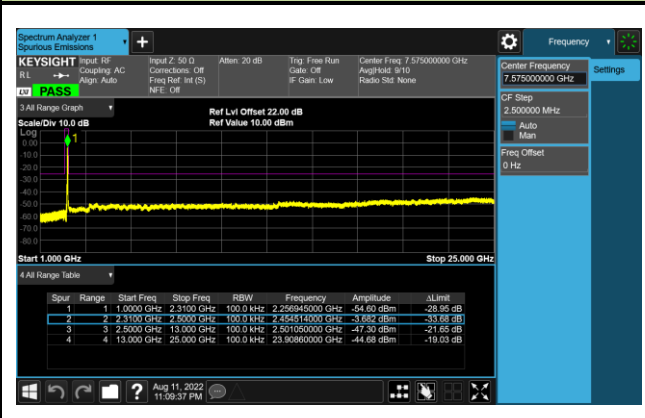 Spectrum Analyzer 1
Spurious Emissions
Frequency
KEYSIGHT Input: RF Input Z: 50 Ω Atten: 20 dB Trig: Free Run Center Freq: 7.575000000 GHz
RL Coupling: AC Corrections: Off Gate: Off Avg|Hold: 9/10
Align: Auto Freq Ref: Int (S) IF Gain: Low Radio Std: None
NFE: Off
LXI PASS
Center Frequency
7.575000000 GHz
Settings
CF Step
2.500000 MHz
Auto
Man
Freq Offset
0 Hz
3 All Range Graph
Ref Lvl Offset 22.00 dB
Scale/Div 10.0 dB Ref Value 10.00 dBm
Log
1
0.00
-10.0
-20.0
-30.0
-40.0
-50.0
-60.0
-70.0
-80.0
Start 1.000 GHz Stop 25.000 GHz
4 All Range Table
Spur Range Start Freq Stop Freq RBW Frequency Amplitude ΔLimit
1 1 1.0000 GHz 2.3100 GHz 100.0 kHz 2.256945000 GHz -54.60 dBm -28.95 dB
2 2 2.3100 GHz 2.5000 GHz 100.0 kHz 2.454514000 GHz -3.682 dBm -33.68 dB
3 3 2.5000 GHz 13.000 GHz 100.0 kHz 2.501050000 GHz -47.30 dBm -21.65 dB
4 4 13.000 GHz 25.000 GHz 100.0 kHz 23.90860000 GHz -44.68 dBm -19.03 dB
Aug 11, 2022
11:09:37 PM